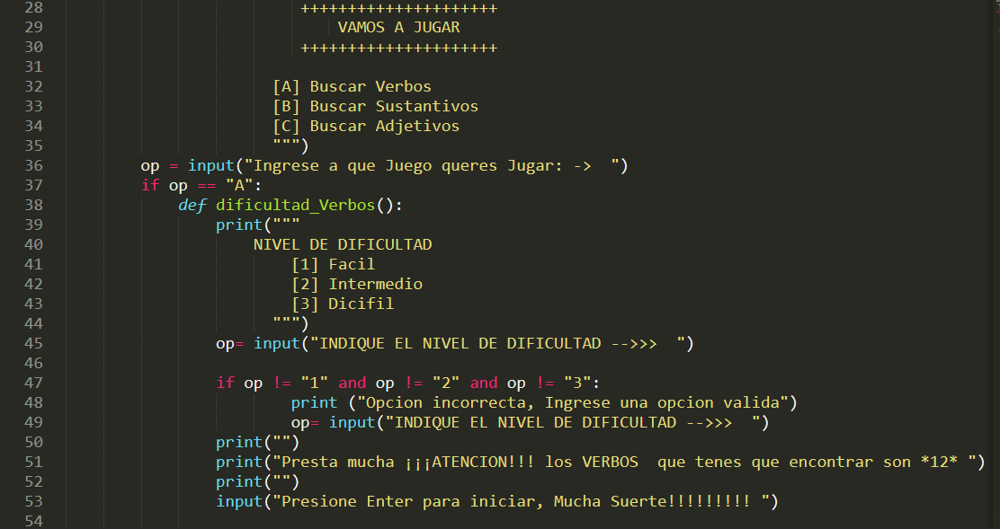 28 +++++++++++++++++++++
29 VAMOS A JUGAR
30 +++++++++++++++++++++
31
32 [A] Buscar Verbos
33 [B] Buscar Sustantivos
34 [C] Buscar Adjetivos
35 """)
36 op = input("Ingrese a que Juego queres Jugar: ->  ")
37 if op == "A":
38 def dificultad_Verbos():
39 print("""
40 NIVEL DE DIFICULTAD
41 [1] Facil
42 [2] Intermedio
43 [3] Dicifil
44 """)
45 op= input("INDIQUE EL NIVEL DE DIFICULTAD -->>>  ")
46
47 if op != "1" and op != "2" and op != "3":
48 print ("Opcion incorrecta, Ingrese una opcion valida")
49 op= input("INDIQUE EL NIVEL DE DIFICULTAD -->>>  ")
50 print("")
51 print("Presta mucha ¡¡¡ATENCION!!! los VERBOS  que tenes que encontrar son *12* ")
52 print("")
53 input("Presione Enter para iniciar, Mucha Suerte!!!!!!!!! ")
54